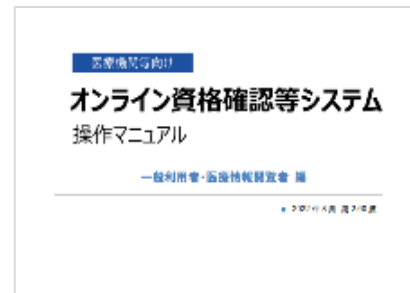 医療機関等向け
オンライン資格確認等システム
操作マニュアル
一般利用者・医療情報閲覧者 編